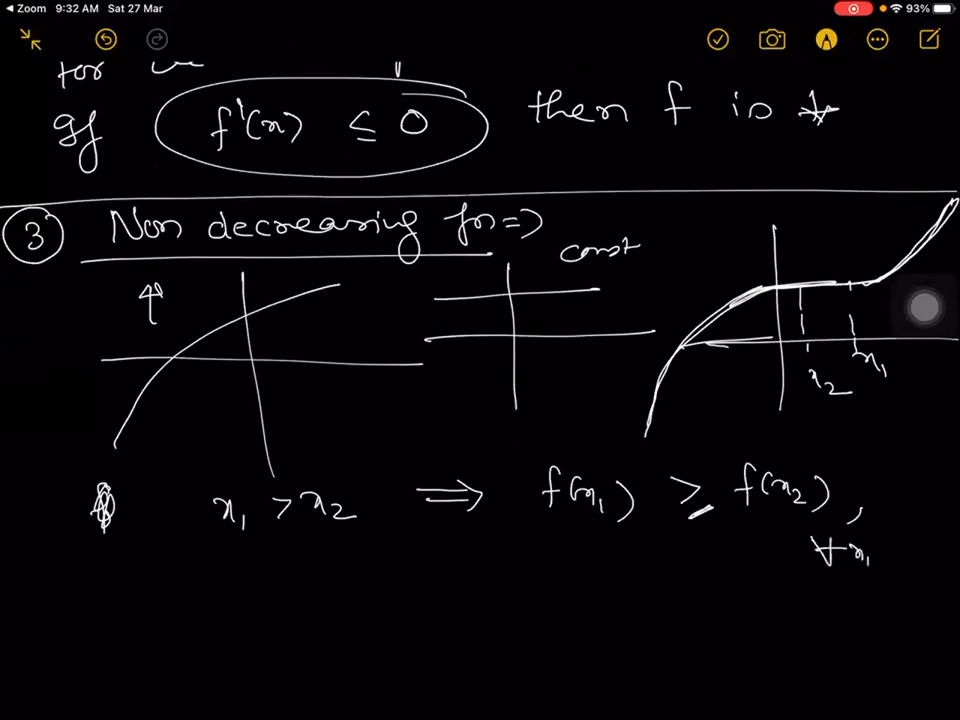 Zoom 9:32 AM Sat 27 Mar 93%
for
If f'(x) ≤ 0 then f is ↓
3 Non decreasing fn ⇒
const
x2 x1
x1 > x2 ⟹ f(x1) ≥ f(x2),
∀ x1